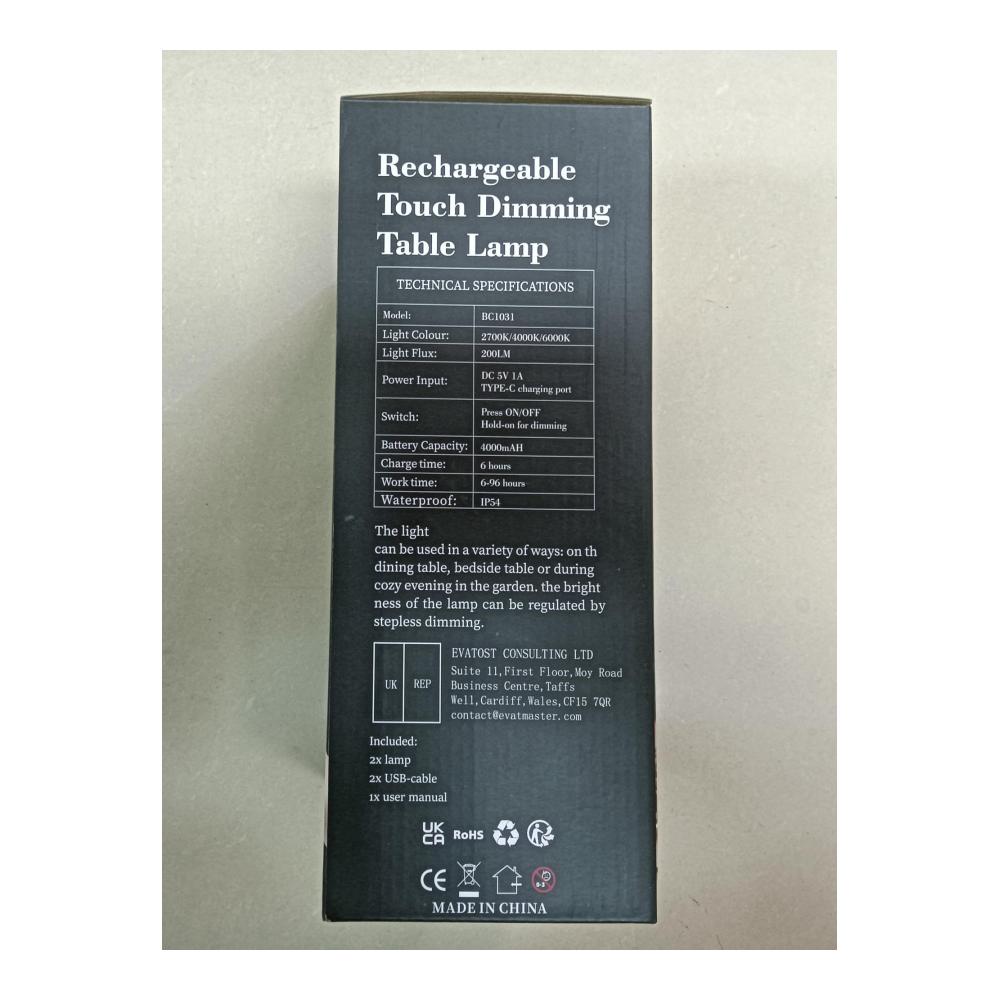 Rechargeable
Touch Dimming
Table Lamp
TECHNICAL SPECIFICATIONS
Model: BC1031
Light Colour: 2700K/4000K/6000K
Light Flux: 200LM
Power Input: DC 5V 1A
TYPE-C charging port
Switch: Press ON/OFF
Hold-on for dimming
Battery Capacity: 4000mAH
Charge time: 6 hours
Work time: 6-96 hours
Waterproof: IP54
The light
can be used in a variety of ways: on th
dining table, bedside table or during
cozy evening in the garden. the bright
ness of the lamp can be regulated by
stepless dimming.
UK REP
EVATOST CONSULTING LTD
Suite 11,First Floor,Moy Road
Business Centre,Taffs
Well,Cardiff,Wales,CF15 7QR
contact@evatmaster.com
Included:
2x lamp
2x USB-cable
1x user manual
UK
CA RoHS
CE 0-3
MADE IN CHINA